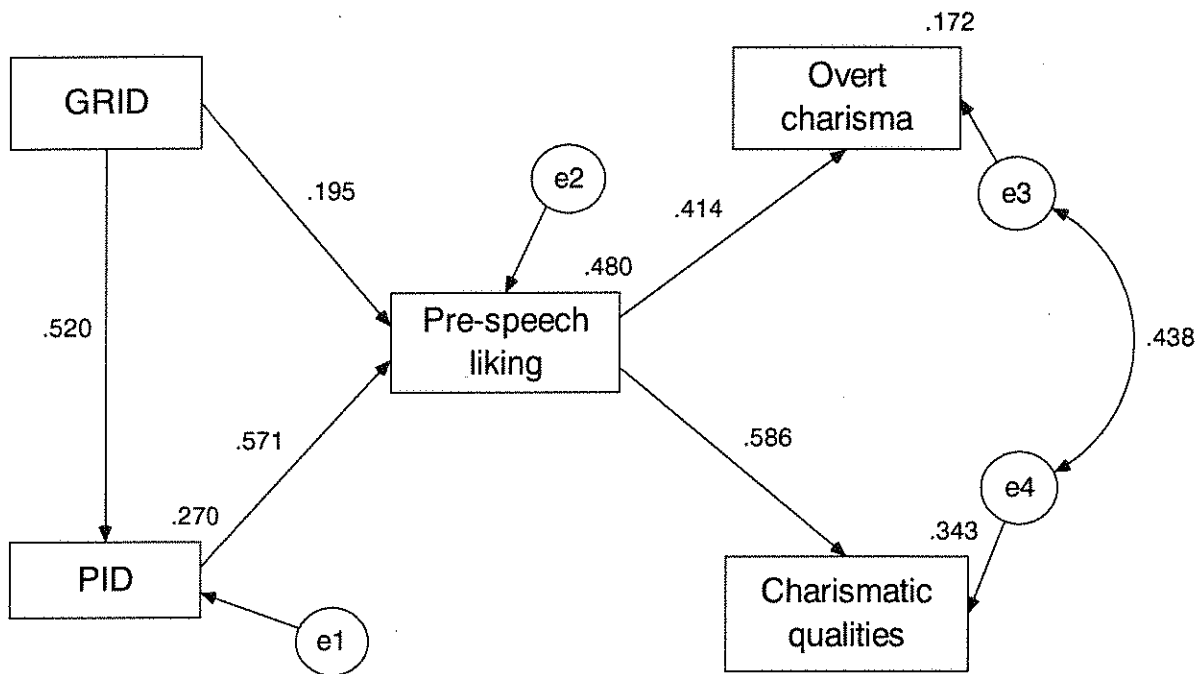 .172
GRID
Overt
charisma
e2
e3
.195
.414
.480
Pre-speech
liking
.520
.438
.571
.586
e4
.270
.343
PID
Charismatic
qualities
e1